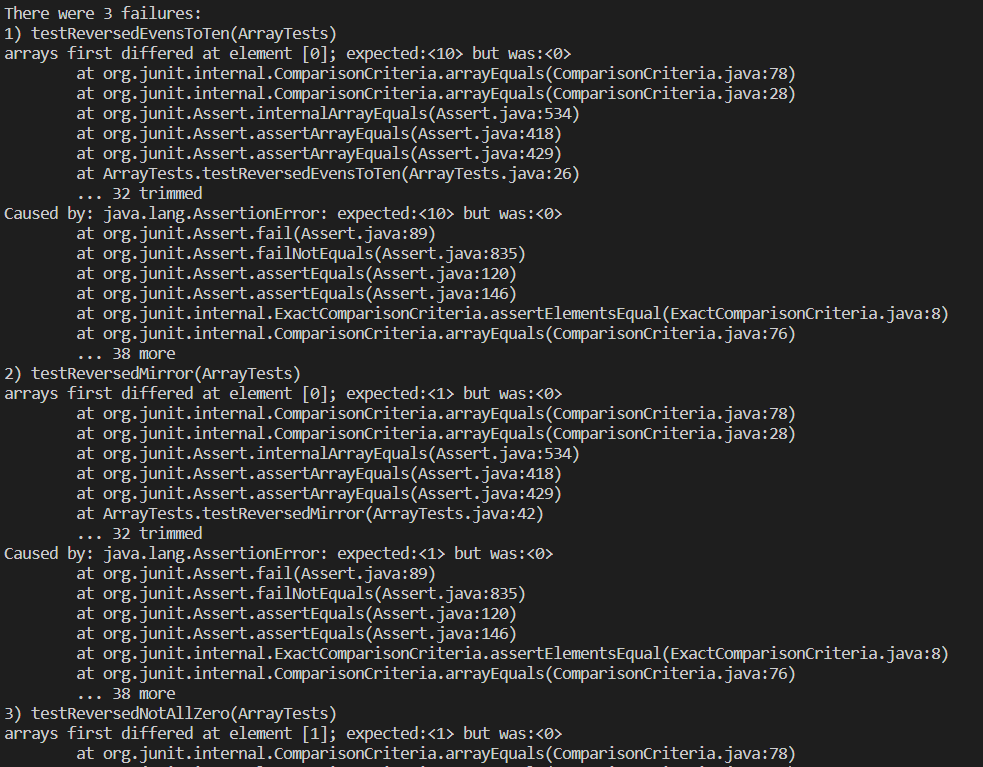 There were 3 failures:
1) testReversedEvensToTen(ArrayTests)
arrays first differed at element [0]; expected:<10> but was:<0>
        at org.junit.internal.ComparisonCriteria.arrayEquals(ComparisonCriteria.java:78)
        at org.junit.internal.ComparisonCriteria.arrayEquals(ComparisonCriteria.java:28)
        at org.junit.Assert.internalArrayEquals(Assert.java:534)
        at org.junit.Assert.assertArrayEquals(Assert.java:418)
        at org.junit.Assert.assertArrayEquals(Assert.java:429)
        at ArrayTests.testReversedEvensToTen(ArrayTests.java:26)
        ... 32 trimmed
Caused by: java.lang.AssertionError: expected:<10> but was:<0>
        at org.junit.Assert.fail(Assert.java:89)
        at org.junit.Assert.failNotEquals(Assert.java:835)
        at org.junit.Assert.assertEquals(Assert.java:120)
        at org.junit.Assert.assertEquals(Assert.java:146)
        at org.junit.internal.ExactComparisonCriteria.assertElementsEqual(ExactComparisonCriteria.java:8)
        at org.junit.internal.ComparisonCriteria.arrayEquals(ComparisonCriteria.java:76)
        ... 38 more
2) testReversedMirror(ArrayTests)
arrays first differed at element [0]; expected:<1> but was:<0>
        at org.junit.internal.ComparisonCriteria.arrayEquals(ComparisonCriteria.java:78)
        at org.junit.internal.ComparisonCriteria.arrayEquals(ComparisonCriteria.java:28)
        at org.junit.Assert.internalArrayEquals(Assert.java:534)
        at org.junit.Assert.assertArrayEquals(Assert.java:418)
        at org.junit.Assert.assertArrayEquals(Assert.java:429)
        at ArrayTests.testReversedMirror(ArrayTests.java:42)
        ... 32 trimmed
Caused by: java.lang.AssertionError: expected:<1> but was:<0>
        at org.junit.Assert.fail(Assert.java:89)
        at org.junit.Assert.failNotEquals(Assert.java:835)
        at org.junit.Assert.assertEquals(Assert.java:120)
        at org.junit.Assert.assertEquals(Assert.java:146)
        at org.junit.internal.ExactComparisonCriteria.assertElementsEqual(ExactComparisonCriteria.java:8)
        at org.junit.internal.ComparisonCriteria.arrayEquals(ComparisonCriteria.java:76)
        ... 38 more
3) testReversedNotAllZero(ArrayTests)
arrays first differed at element [1]; expected:<1> but was:<0>
        at org.junit.internal.ComparisonCriteria.arrayEquals(ComparisonCriteria.java:78)